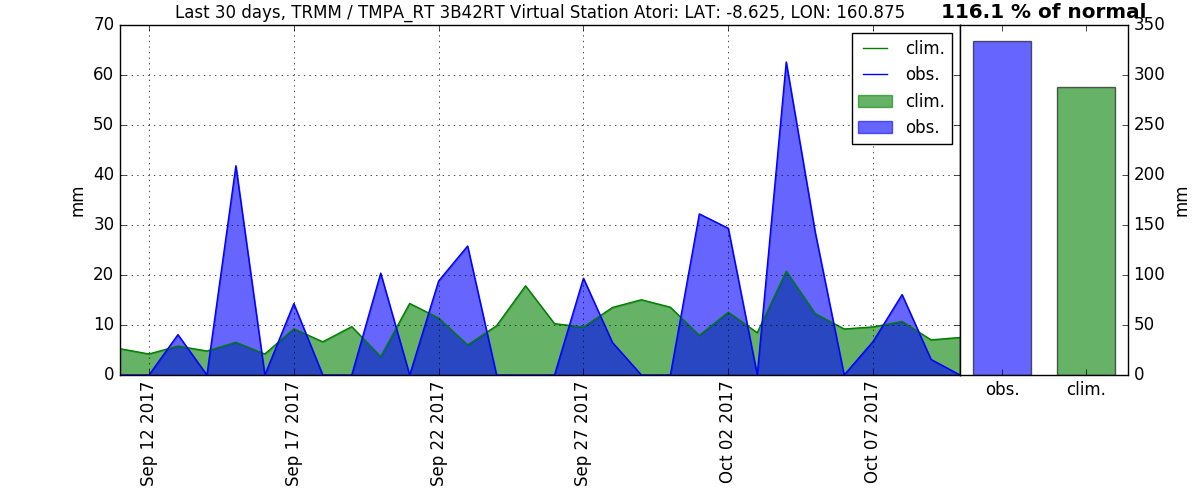 Last 30 days, TRMM / TMPA_RT 3B42RT Virtual Station Atori: LAT: -8.625, LON: 160.875
116.1 % of normal
70
60
50
40
30
20
10
0
mm
clim.
obs.
clim.
obs.
350
300
250
200
150
100
50
0
mm
Sep 12 2017
Sep 17 2017
Sep 22 2017
Sep 27 2017
Oct 02 2017
Oct 07 2017
obs.
clim.